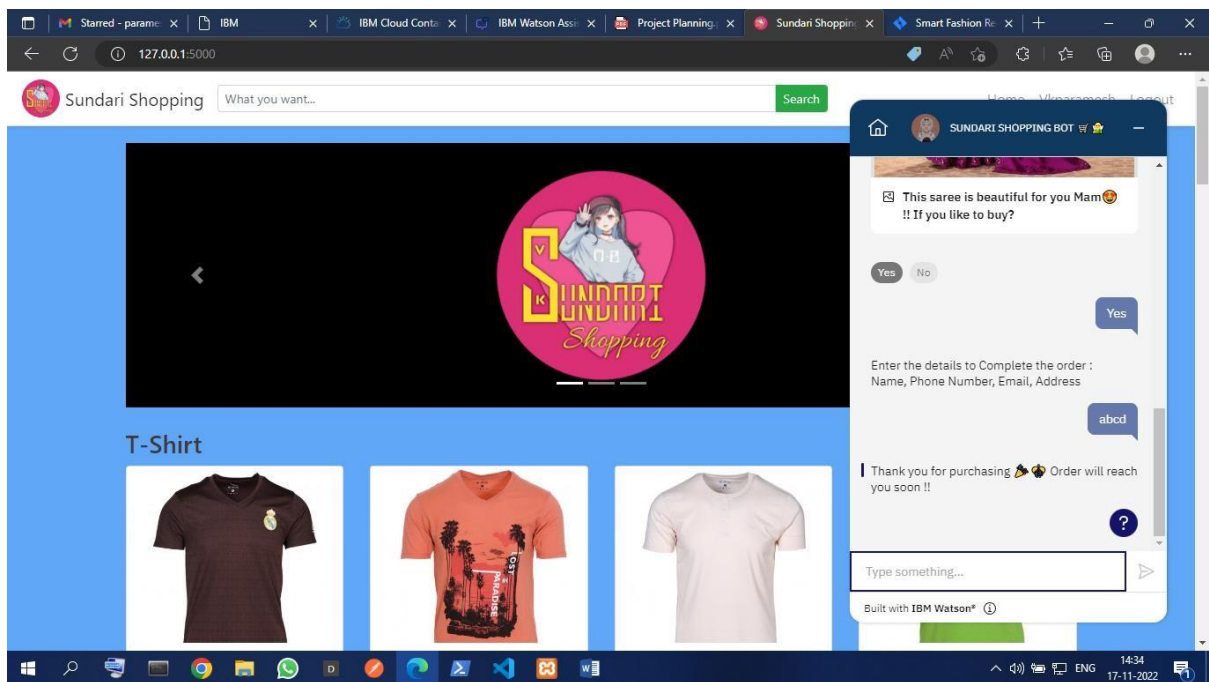 Starred - parame
IBM
IBM Cloud Conta
IBM Watson Assis
Project Planning.p
Sundari Shopping
Smart Fashion Re
127.0.0.1:5000
Sundari Shopping
What you want...
Search
Home Vkparamesh Logout
SUNDARI SHOPPING BOT
This saree is beautiful for you Mam😍
!! If you like to buy?
Yes No
Yes
Enter the details to Complete the order :
Name, Phone Number, Email, Address
abcd
Thank you for purchasing Order will reach
you soon !!
?
Type something...
Built with IBM Watson®
V
K
SUNDARI
Shopping
T-Shirt
LOST
PARADISE
ENG
14:34
17-11-2022